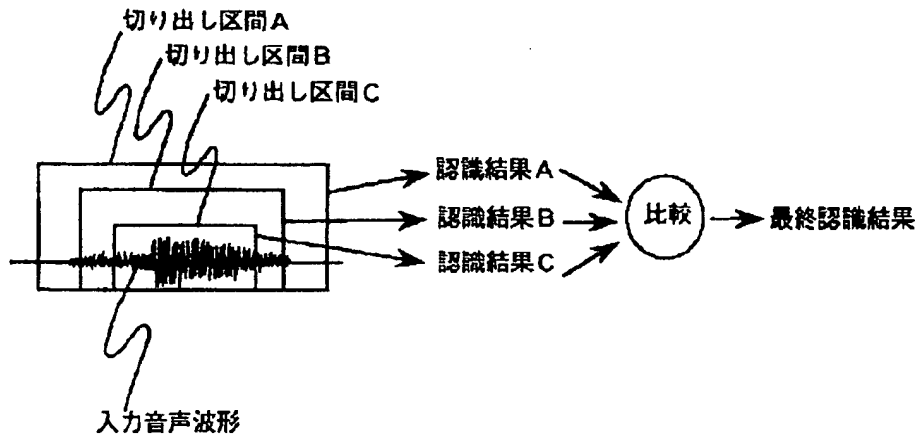 切り出し区間A
切り出し区間B
切り出し区間C
認識結果A
認識結果B
認識結果C
比較
最終認識結果
入力音声波形